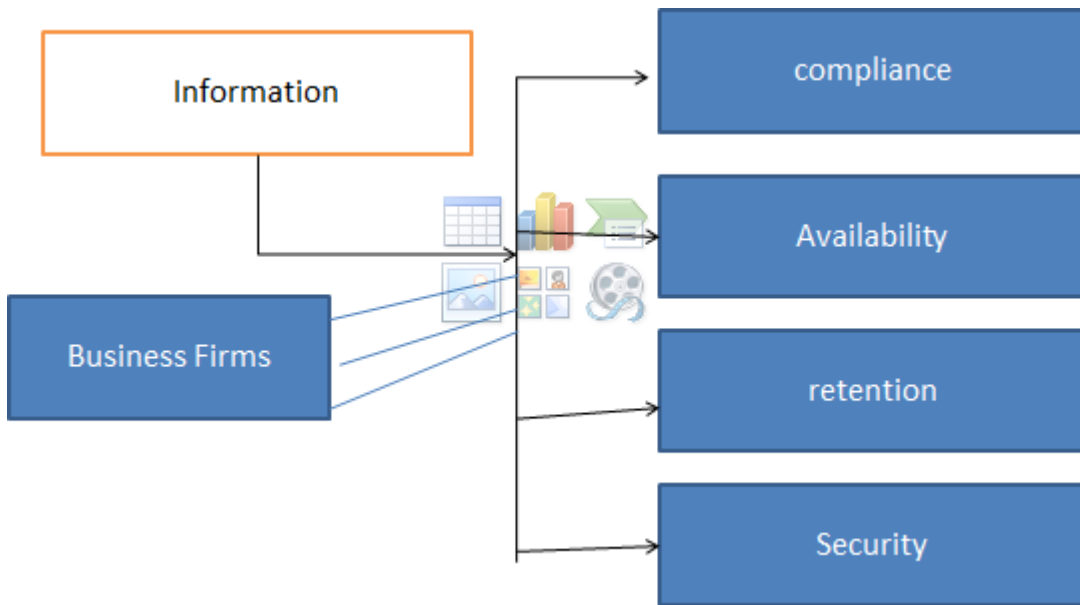 Information
compliance
Availability
Business Firms
retention
Security